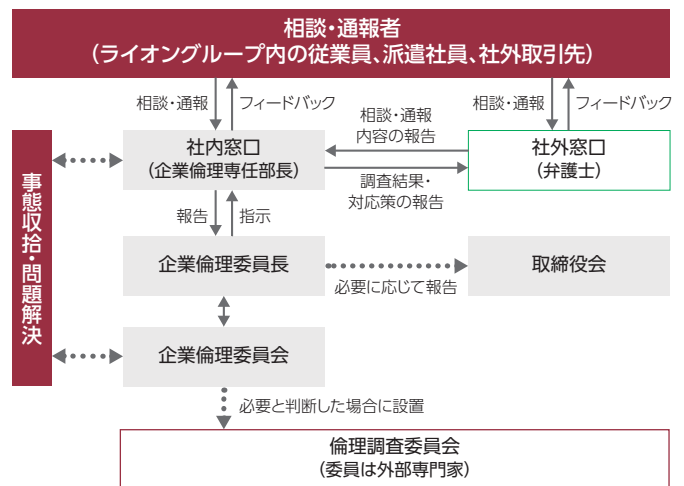 相談・通報者
(ライオングループ内の従業員、派遣社員、社外取引先)
相談・通報
フィードバック
相談・通報
内容の報告
相談・通報
フィードバック
社内窓口
(企業倫理専任部長)
社外窓口
(弁護士)
調査結果・
対応策の報告
事態収拾・問題解決
報告
指示
企業倫理委員長
必要に応じて報告
取締役会
企業倫理委員会
必要と判断した場合に設置
倫理調査委員会
(委員は外部専門家)